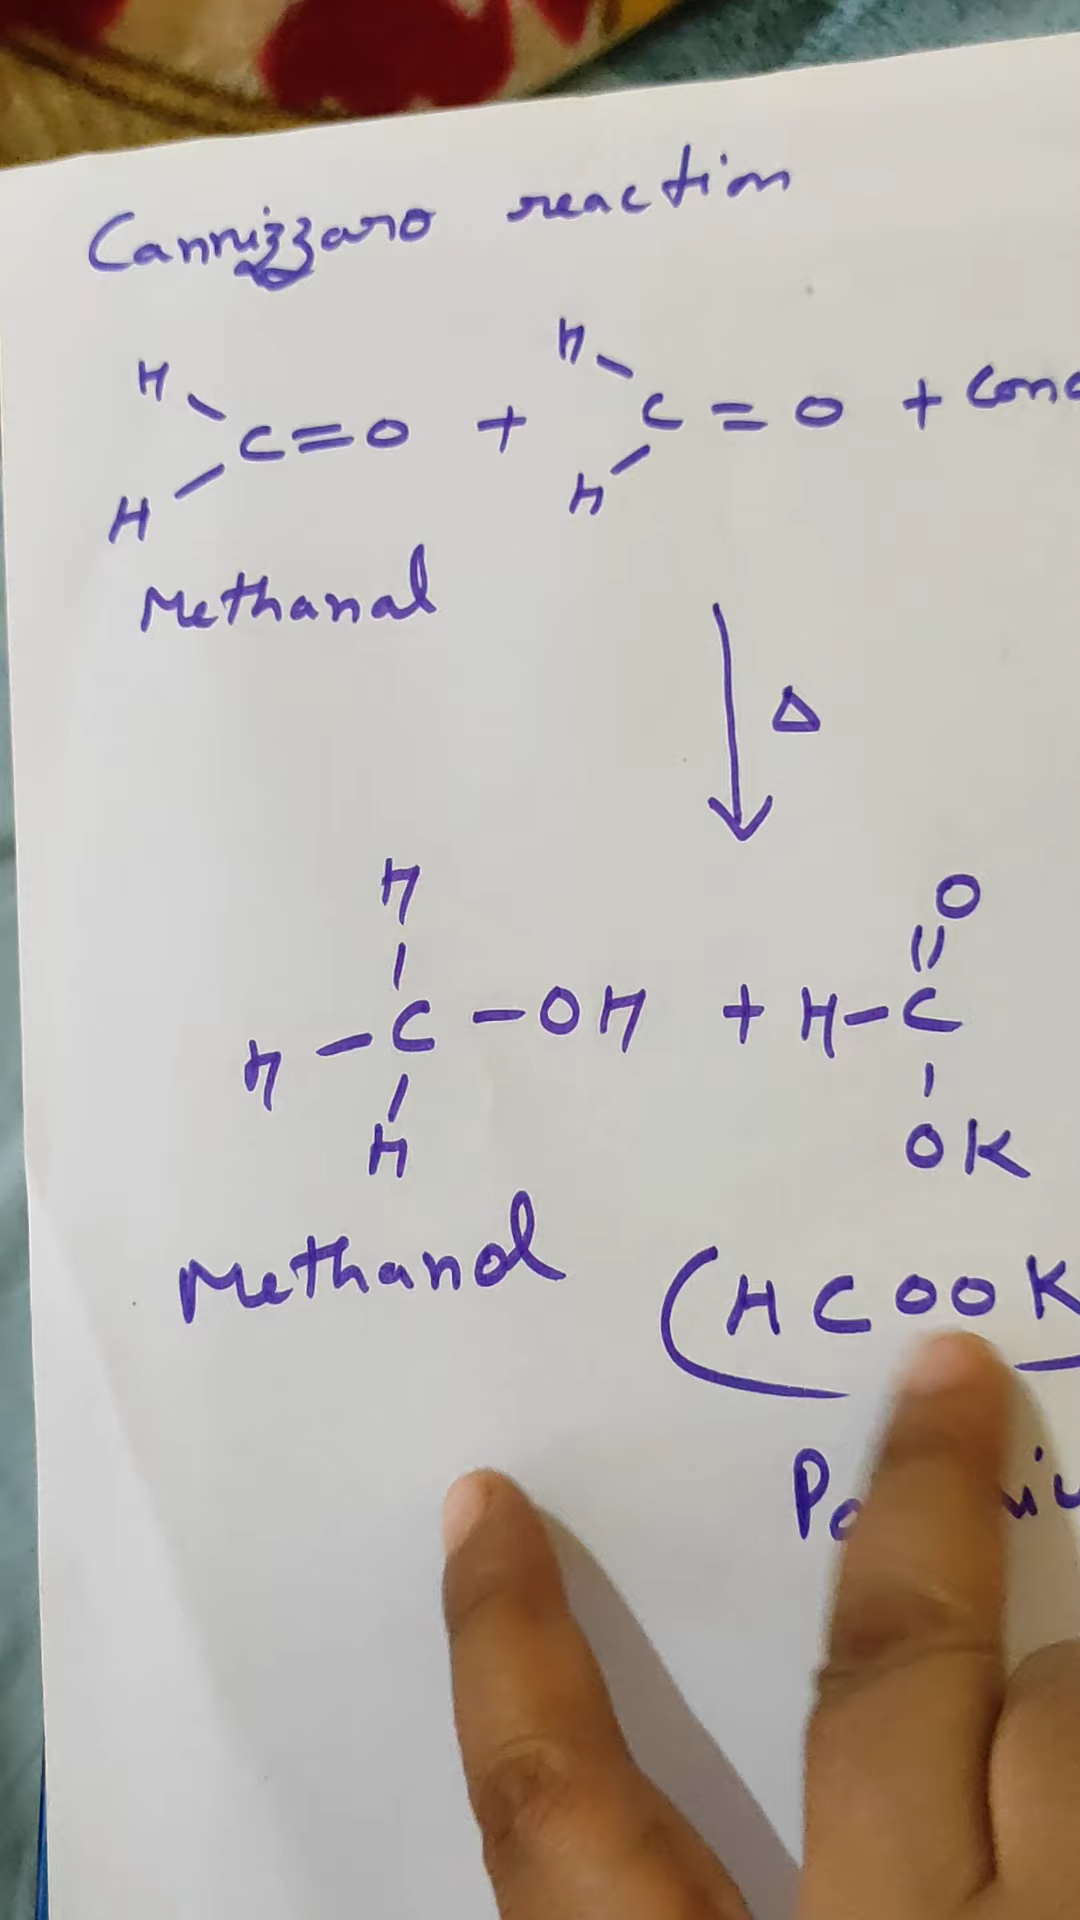 Cannizzaro reaction
H H
C=O + C=O + Conc
H H
Methanal
Δ
H O
H-C-OH + H-C
H OK
Methanol (HCOOK